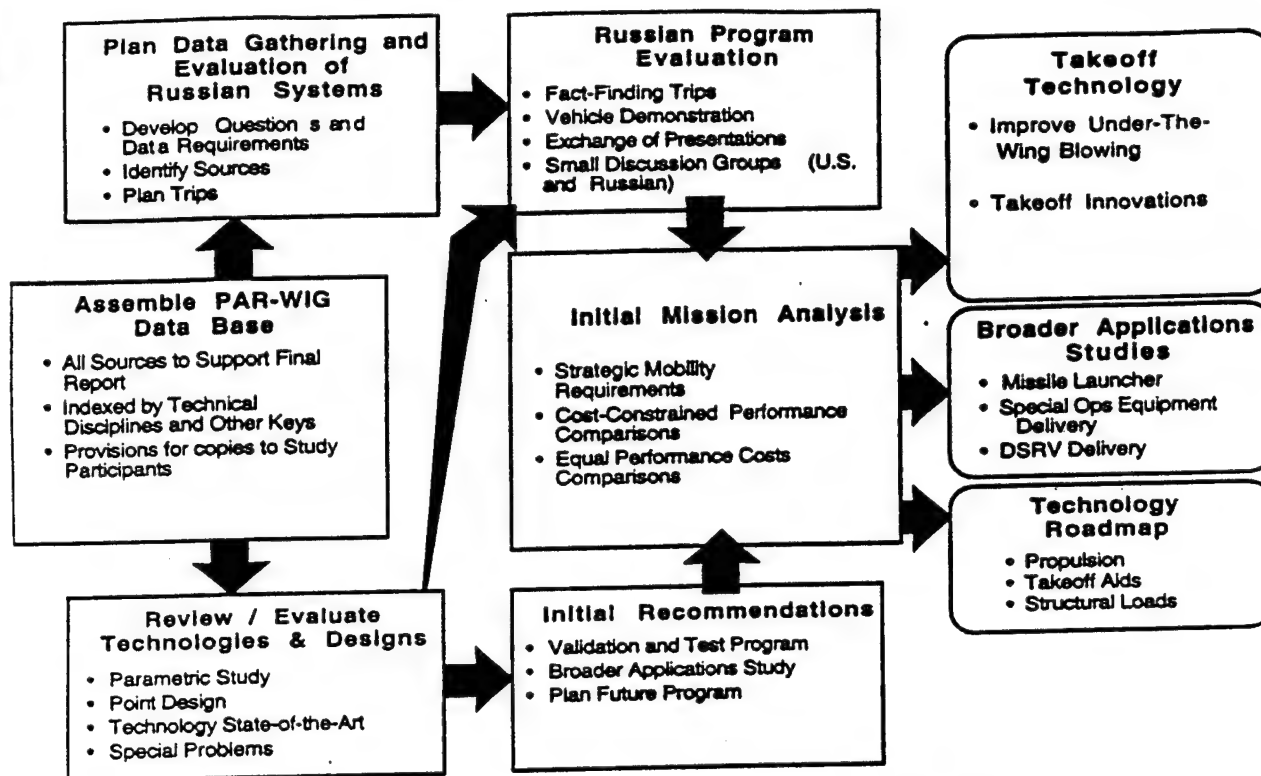 Plan Data Gathering and
Evaluation of
Russian Systems
• Develop Question s and
Data Requirements
• Identify Sources
• Plan Trips
Russian Program
Evaluation
• Fact-Finding Trips
• Vehicle Demonstration
• Exchange of Presentations
• Small Discussion Groups (U.S.
and Russian)
Takeoff
Technology
• Improve Under-The-
Wing Blowing
• Takeoff Innovations
Assemble PAR-WIG
Data Base
• All Sources to Support Final
Report
• Indexed by Technical
Disciplines and Other Keys
• Provisions for copies to Study
Participants
Initial Mission Analysis
• Strategic Mobility
Requirements
• Cost-Constrained Performance
Comparisons
• Equal Performance Costs
Comparisons
Broader Applications
Studies
• Missile Launcher
• Special Ops Equipment
Delivery
• DSRV Delivery
Review / Evaluate
Technologies & Designs
• Parametric Study
• Point Design
• Technology State-of-the-Art
• Special Problems
Initial Recommendations
• Validation and Test Program
• Broader Applications Study
• Plan Future Program
Technology
Roadmap
• Propulsion
• Takeoff Aids
• Structural Loads